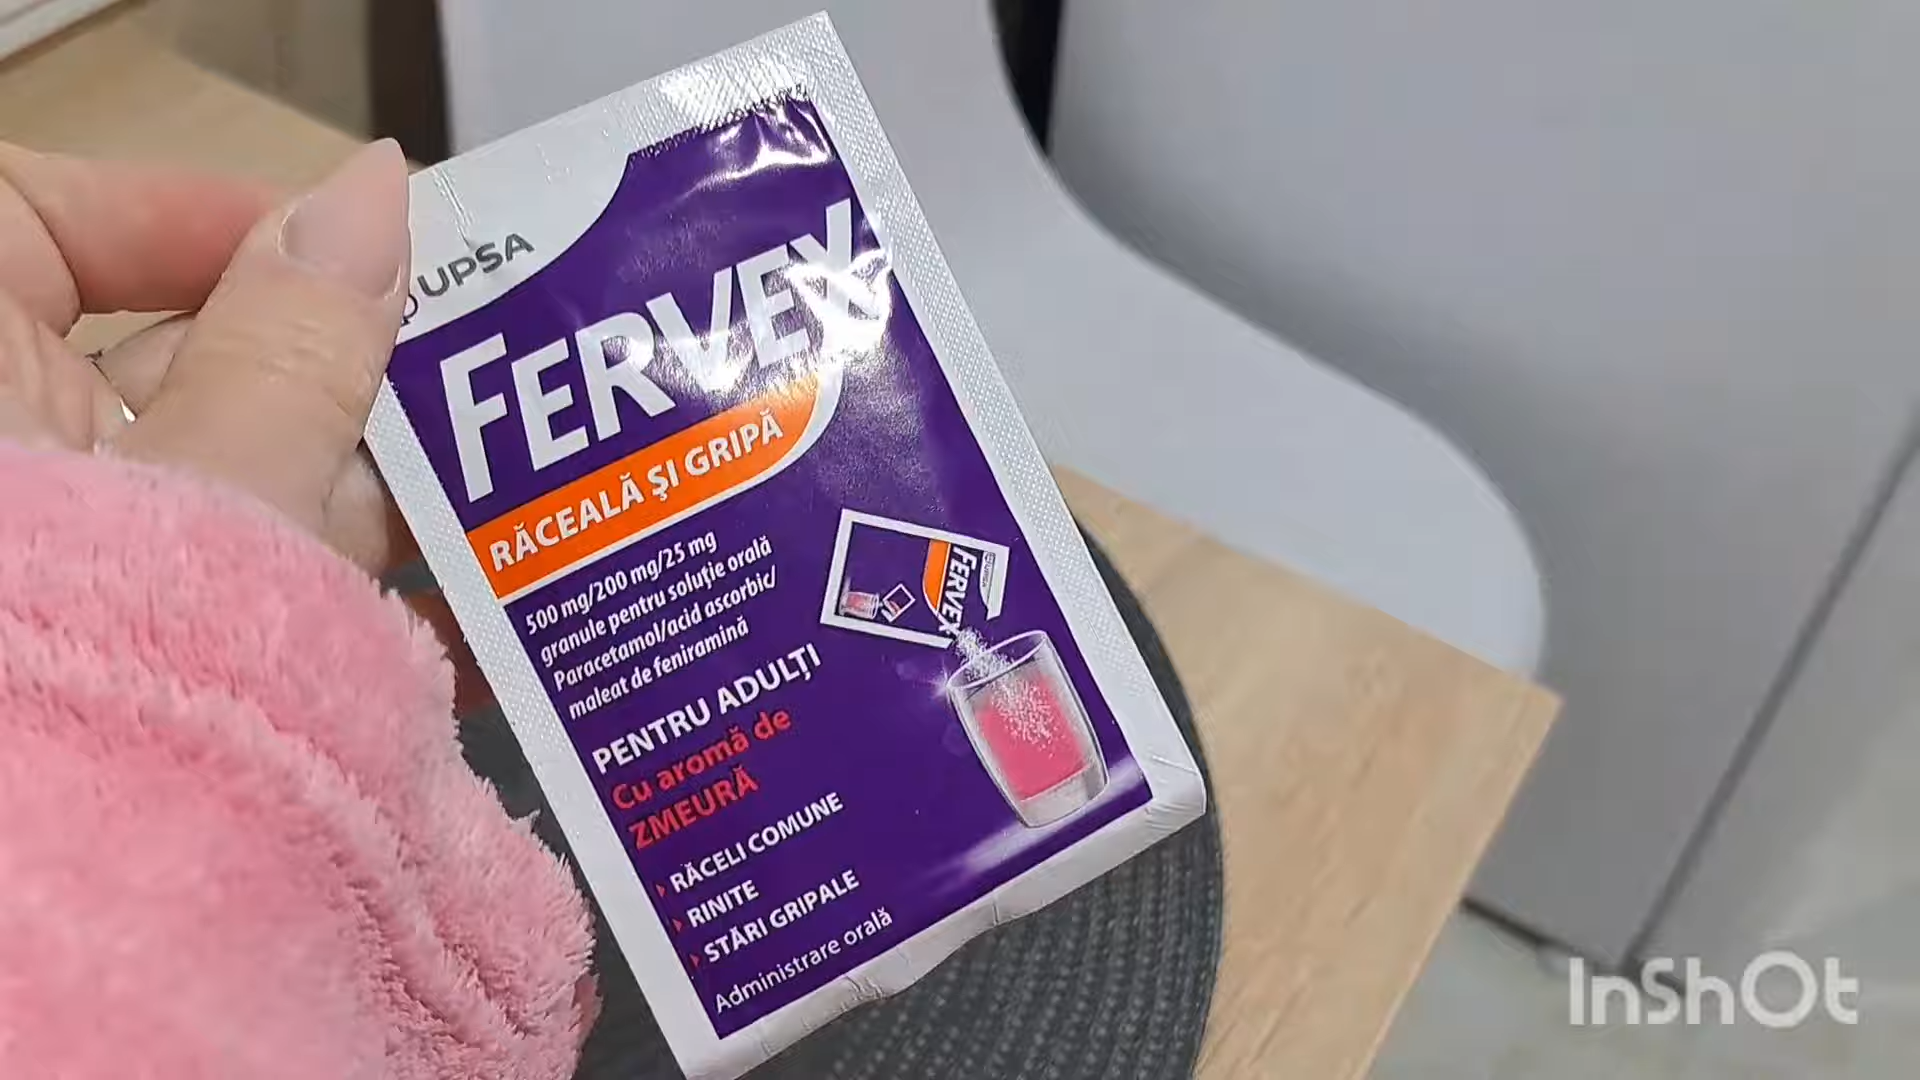 UPSA
FERVEX
RĂCEALĂ ŞI GRIPĂ
500 mg/200 mg/25 mg
granule pentru soluţie orală
Paracetamol/acid ascorbic/
maleat de feniramină
PENTRU ADULŢI
Cu aromă de
ZMEURĂ
RĂCELI COMUNE
RINITE
STĂRI GRIPALE
Administrare orală
FERVEX
InShOt